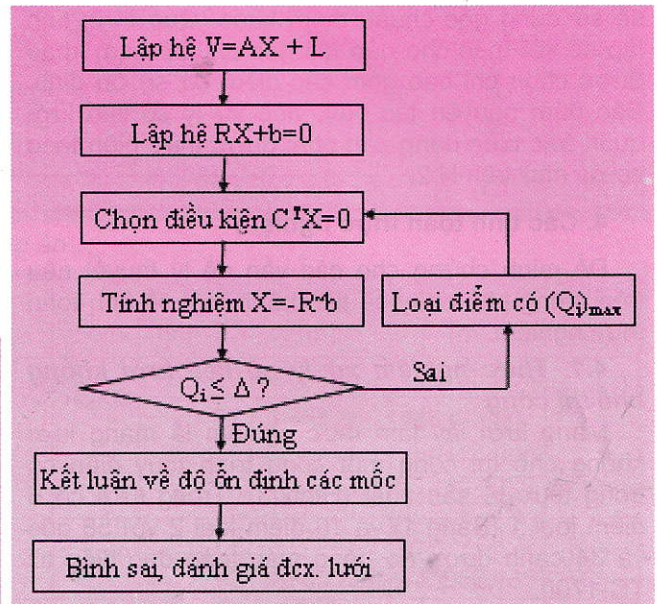 Lập hệ V=AX + L
Lập hệ RX+b=0
Chọn điều kiện CᵀX=0
Tính nghiệm X=-R~b
Loại điểm có (Qᵢ)ₘₐₓ
Qᵢ ≤ Δ ?
Sai
Đúng
Kết luận về độ ổn định các mốc
Bình sai, đánh giá đcx. lưới